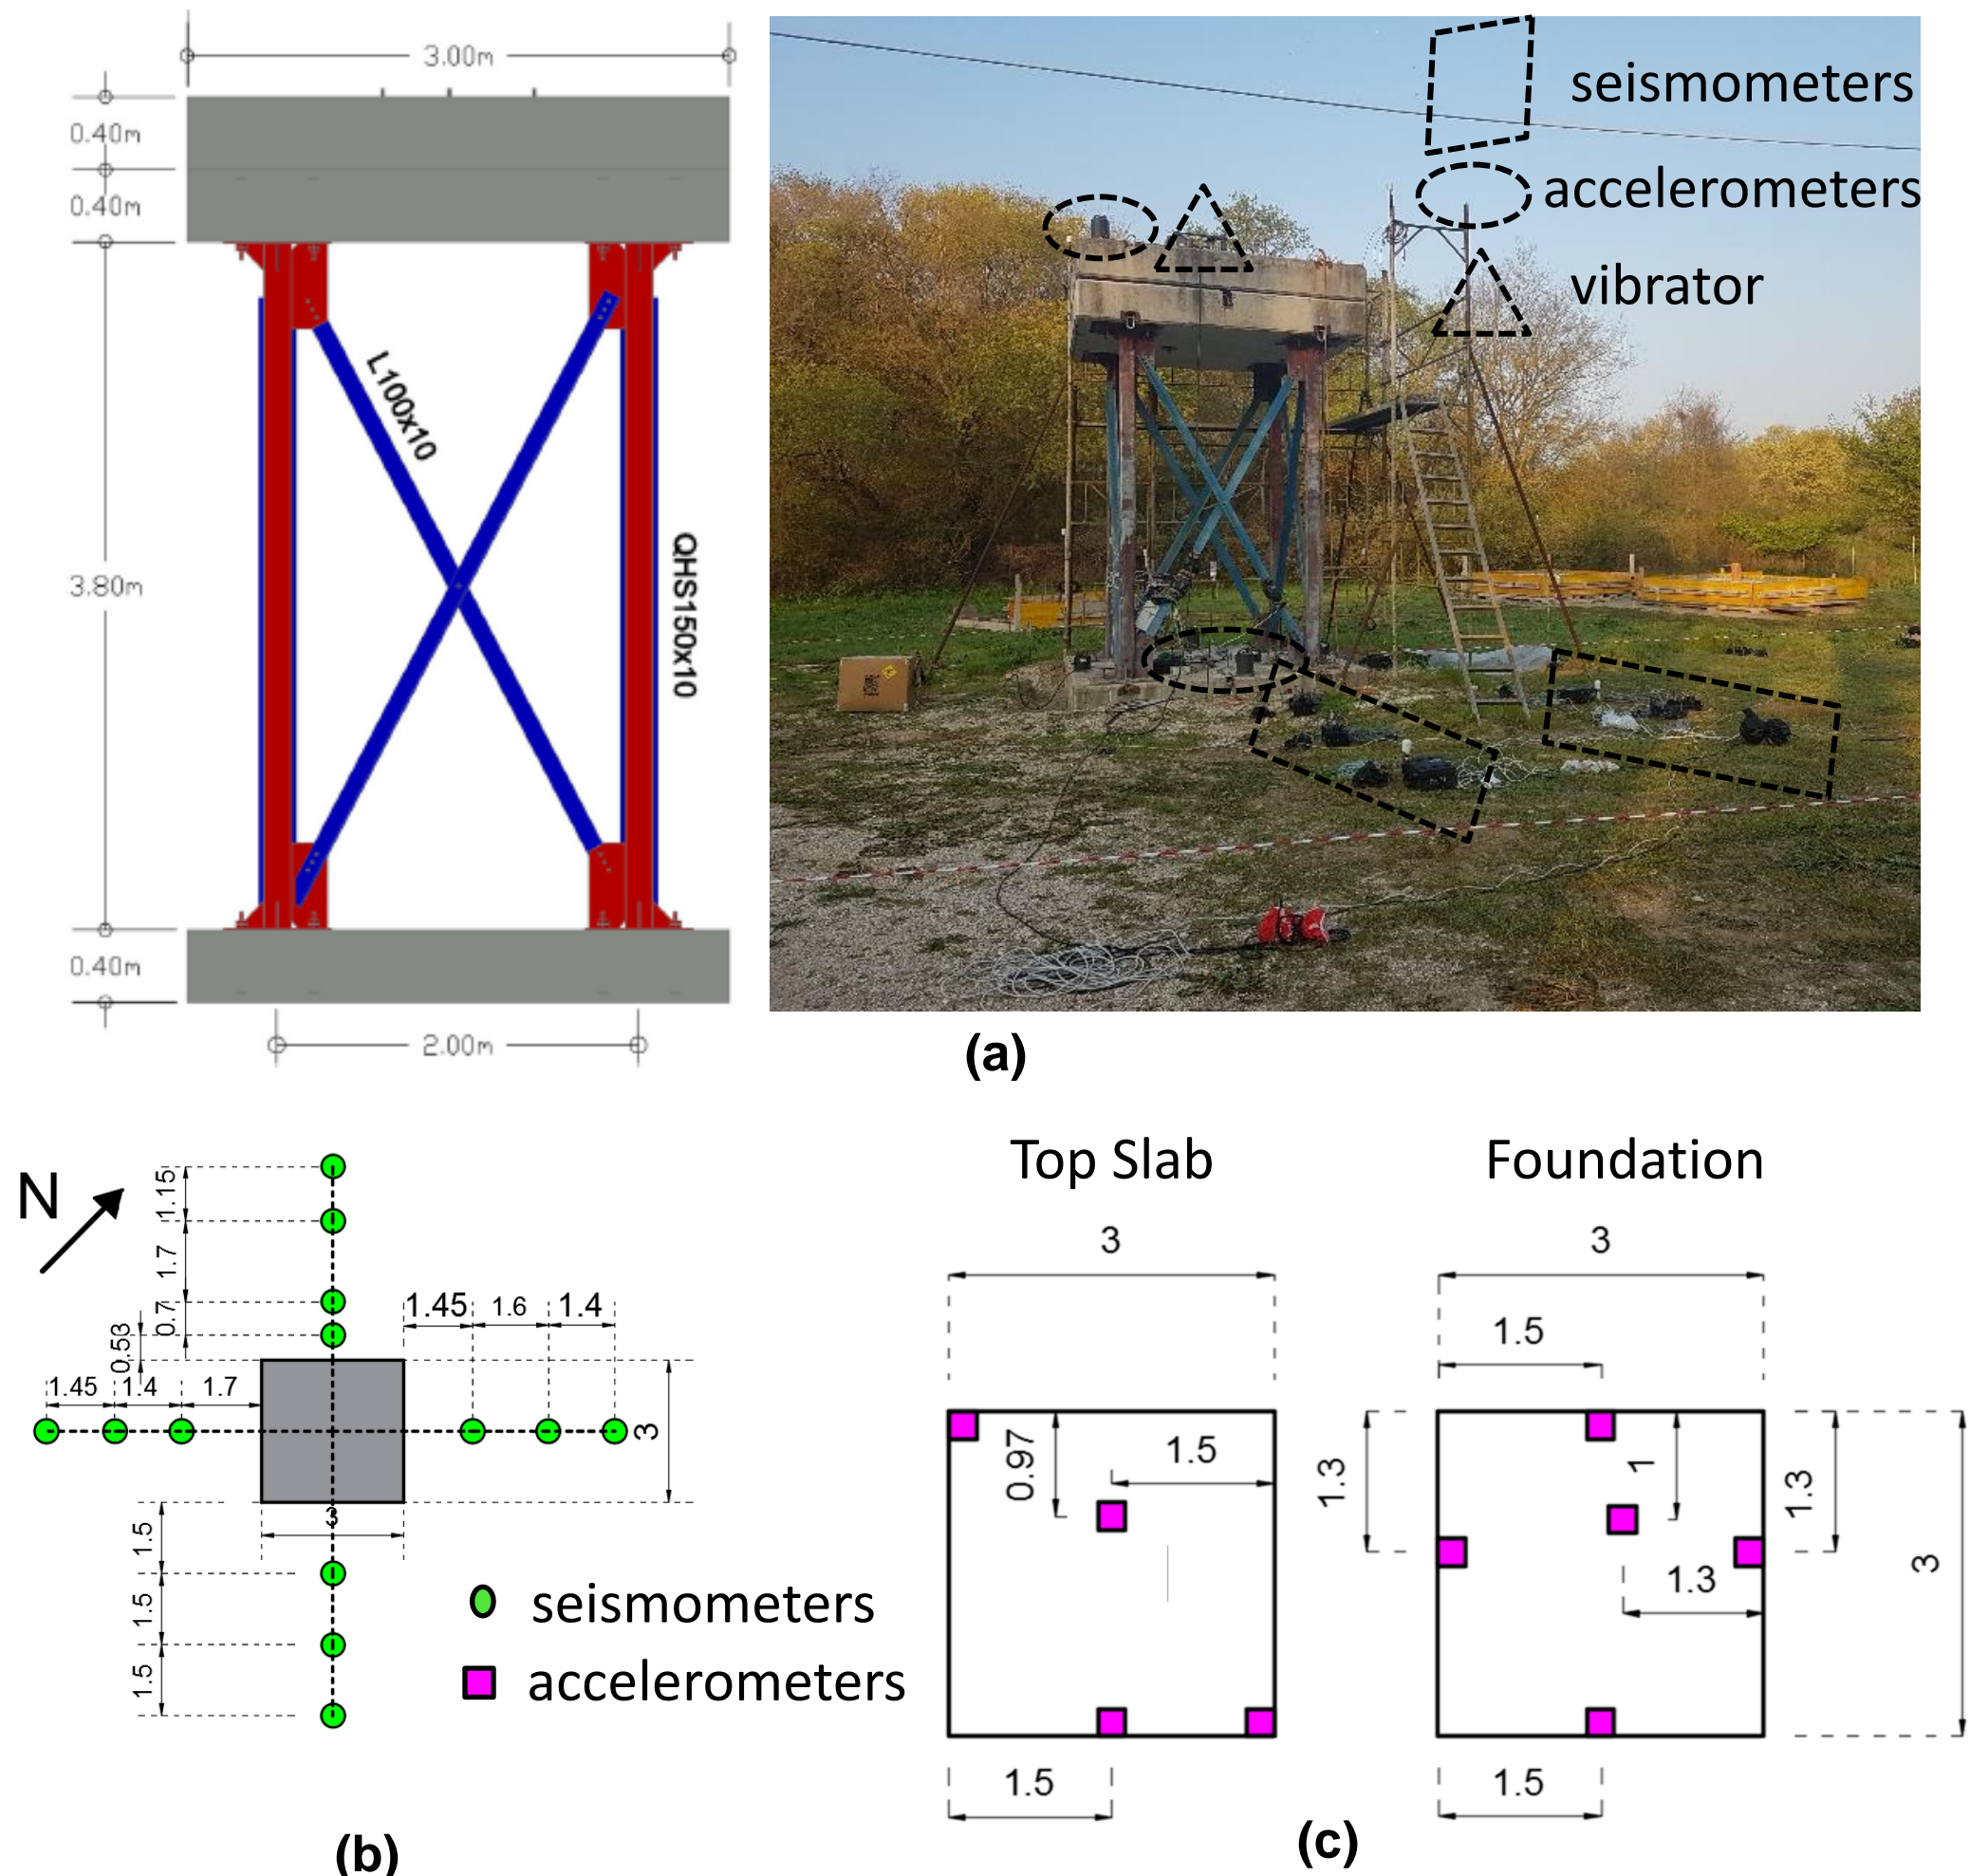 3.00m
0.40m
0.40m
3.80m
0.40m
2.00m
L100x10
QHS150x10
seismometers
accelerometers
vibrator
(a)
N
1.15
1.7
0.7
0.53
1.45
1.4
1.7
1.45
1.6
1.4
3
3
1.5
1.5
1.5
seismometers
accelerometers
(b)
Top Slab
Foundation
3
0.97
1.5
1.5
3
1.5
1.3
1
1.3
1.3
3
1.5
(c)